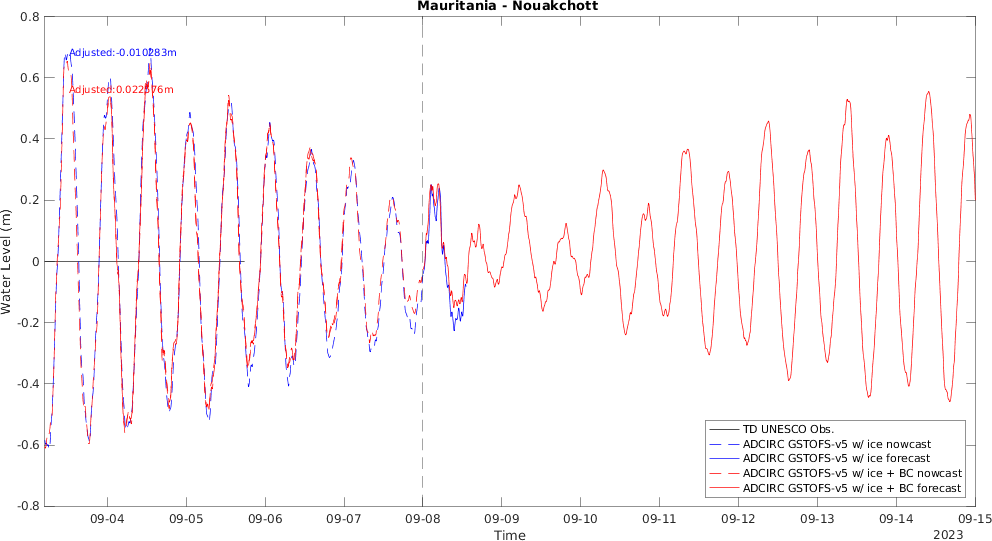 Mauritania - Nouakchott
Adjusted:-0.010283m
Adjusted:0.022576m
Water Level (m)
0.8
0.6
0.4
0.2
0
-0.2
-0.4
-0.6
-0.8
TD UNESCO Obs.
ADCIRC GSTOFS-v5 w/ ice nowcast
ADCIRC GSTOFS-v5 w/ ice forecast
ADCIRC GSTOFS-v5 w/ ice + BC nowcast
ADCIRC GSTOFS-v5 w/ ice + BC forecast
09-04 09-05 09-06 09-07 09-08 09-09 09-10 09-11 09-12 09-13 09-14 09-15
Time
2023